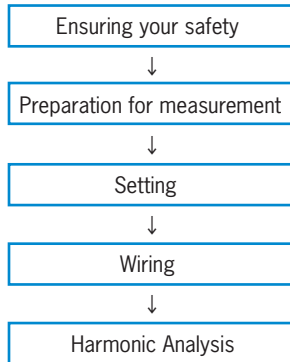 Ensuring your safety
↓
Preparation for measurement
↓
Setting
↓
Wiring
↓
Harmonic Analysis